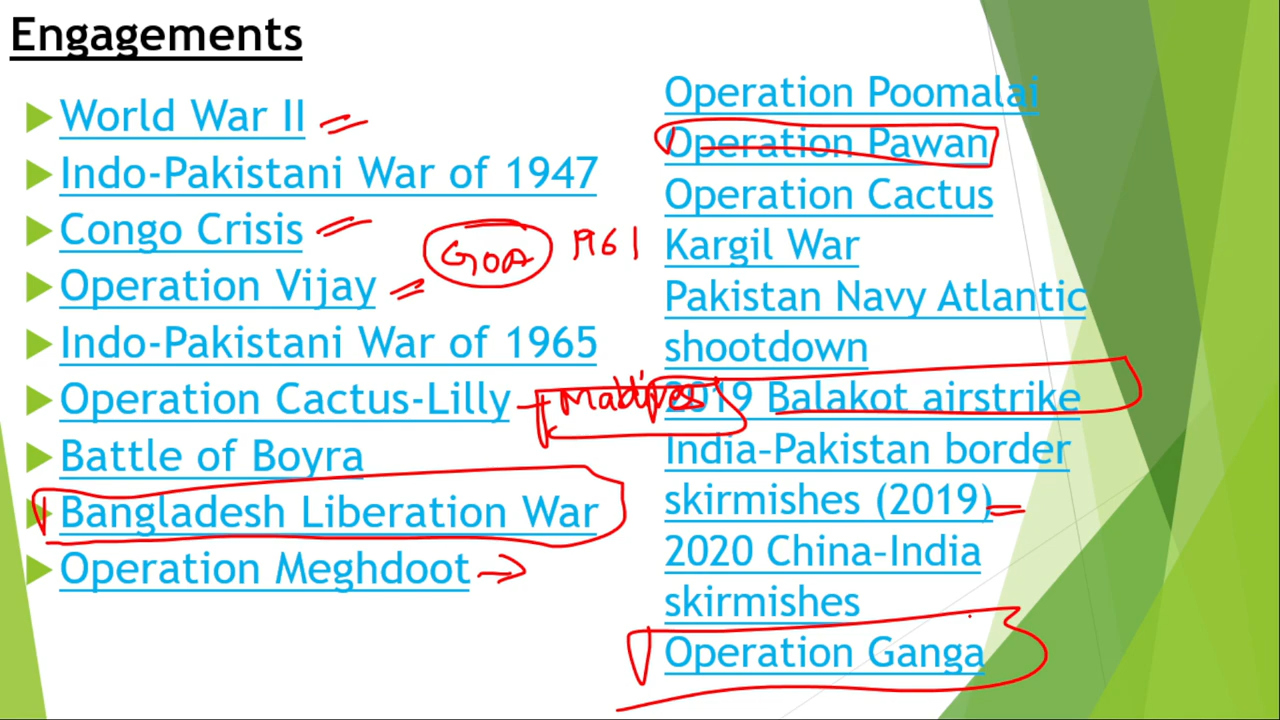 Engagements
World War II
Indo-Pakistani War of 1947
Congo Crisis
GOA 1961
Operation Vijay
Indo-Pakistani War of 1965
Operation Cactus-Lilly
Battle of Boyra
Bangladesh Liberation War
Operation Meghdoot
Operation Poomalai
Operation Pawan
Operation Cactus
Kargil War
Pakistan Navy Atlantic
shootdown
2019 Balakot airstrike
India-Pakistan border
skirmishes (2019)
2020 China-India
skirmishes
Operation Ganga